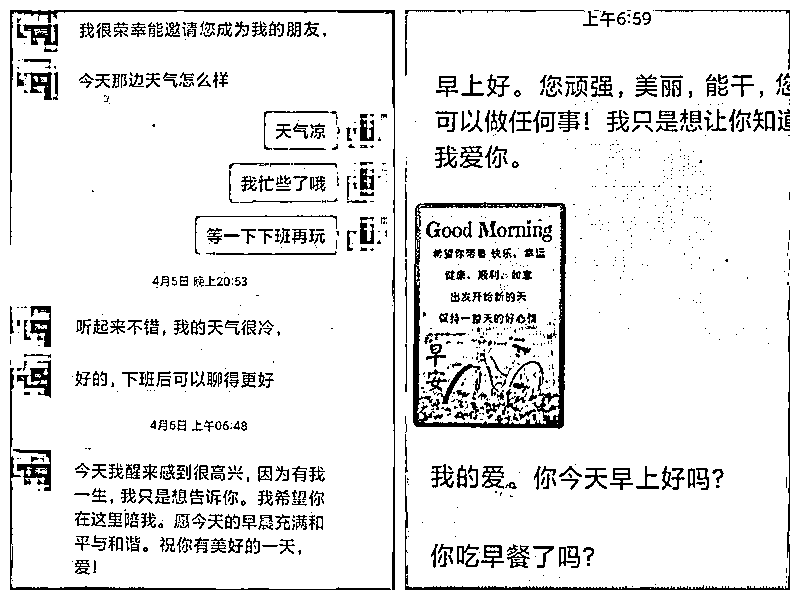 我很荣幸能邀请您成为我的朋友,
今天那边天气怎么样
天气凉
我忙些了哦
等一下下班再玩
4月5日 晚上20:53
听起来不错,我的天气很冷,
好的,下班后可以聊得更好
4月6日 上午06:48
今天我醒来感到很高兴,因为有我
一生,我只是想告诉你。我希望你
在这里陪我。愿今天的早晨充满和
平与和谐。祝你有美好的一天,
爱!
上午6:59
早上好。您顽强,美丽,能干,您
可以做任何事!我只是想让你知道
我爱你。
Good Morning
希望你带着 快乐、幸运
健康、顺利、如意
出发开始新的天
保持一整天的好心情
早安
我的爱。你今天早上好吗?
你吃早餐了吗?